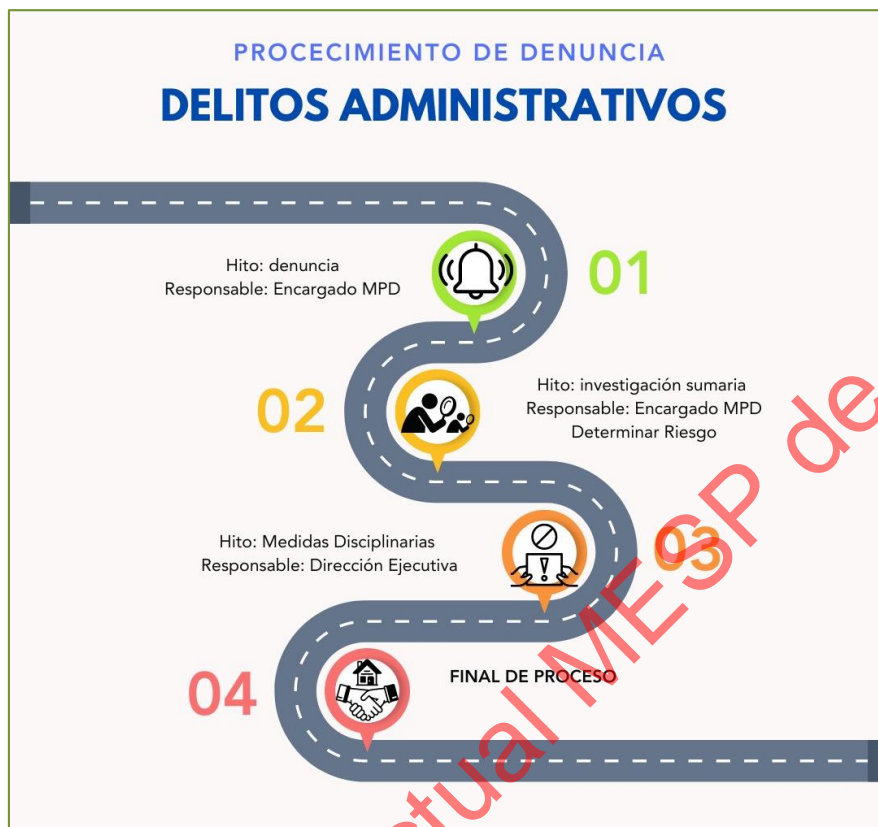 PROCECIMIENTO DE DENUNCIA
DELITOS ADMINISTRATIVOS
Hito: denuncia
Responsable: Encargado MPD
01
02
Hito: investigación sumaria
Responsable: Encargado MPD
Determinar Riesgo
Hito: Medidas Disciplinarias
Responsable: Dirección Ejecutiva
03
04
FINAL DE PROCESO
MESP de